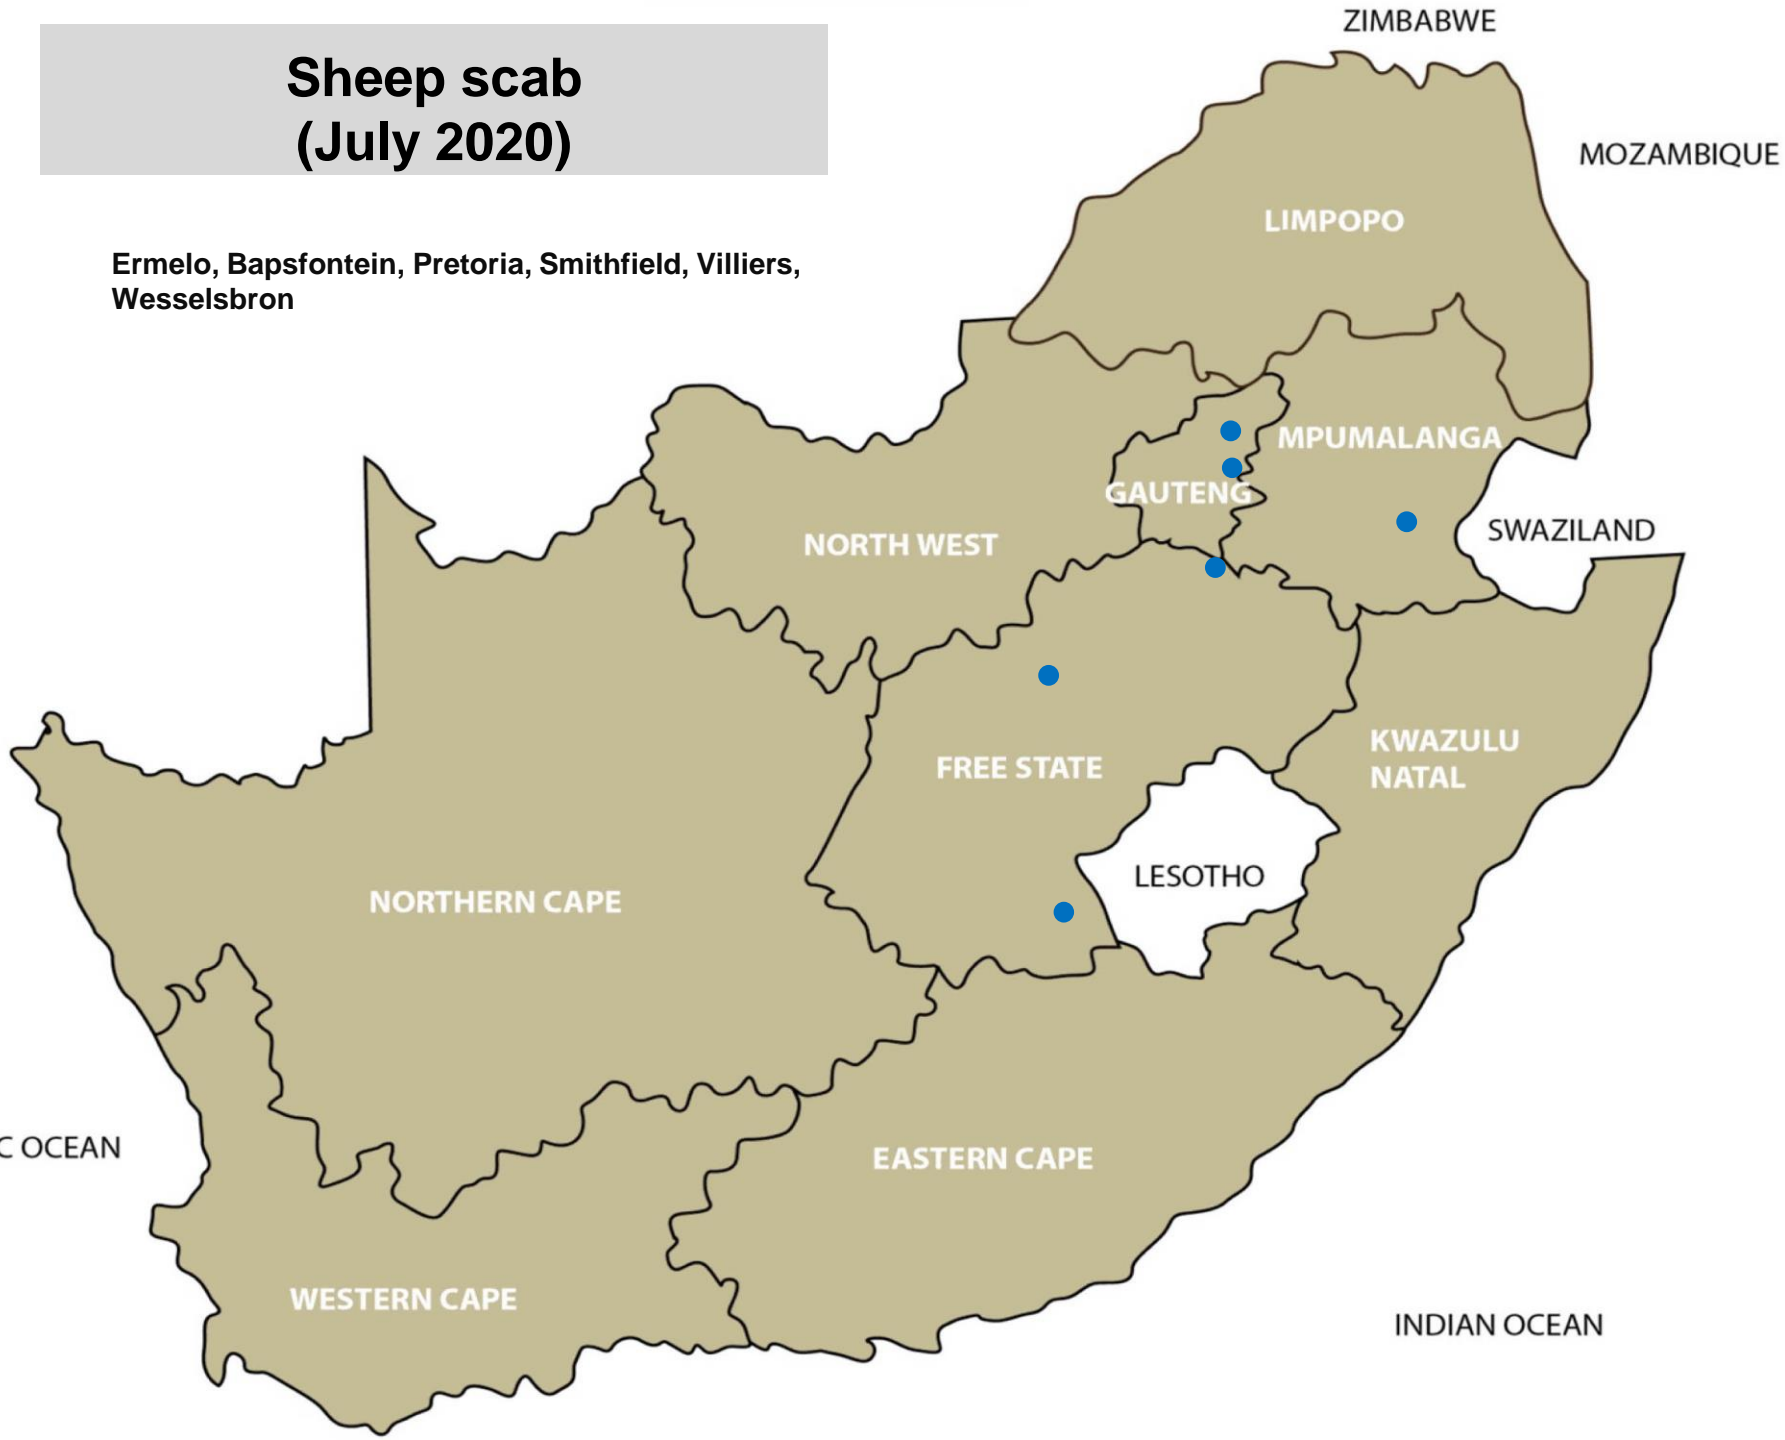 Sheep scab
(July 2020)
Ermelo, Bapsfontein, Pretoria, Smithfield, Villiers,
Wesselsbron
ZIMBABWE
MOZAMBIQUE
LIMPOPO
MPUMALANGA
GAUTENG
SWAZILAND
NORTH WEST
KWAZULU
NATAL
FREE STATE
LESOTHO
NORTHERN CAPE
C OCEAN
EASTERN CAPE
WESTERN CAPE
INDIAN OCEAN